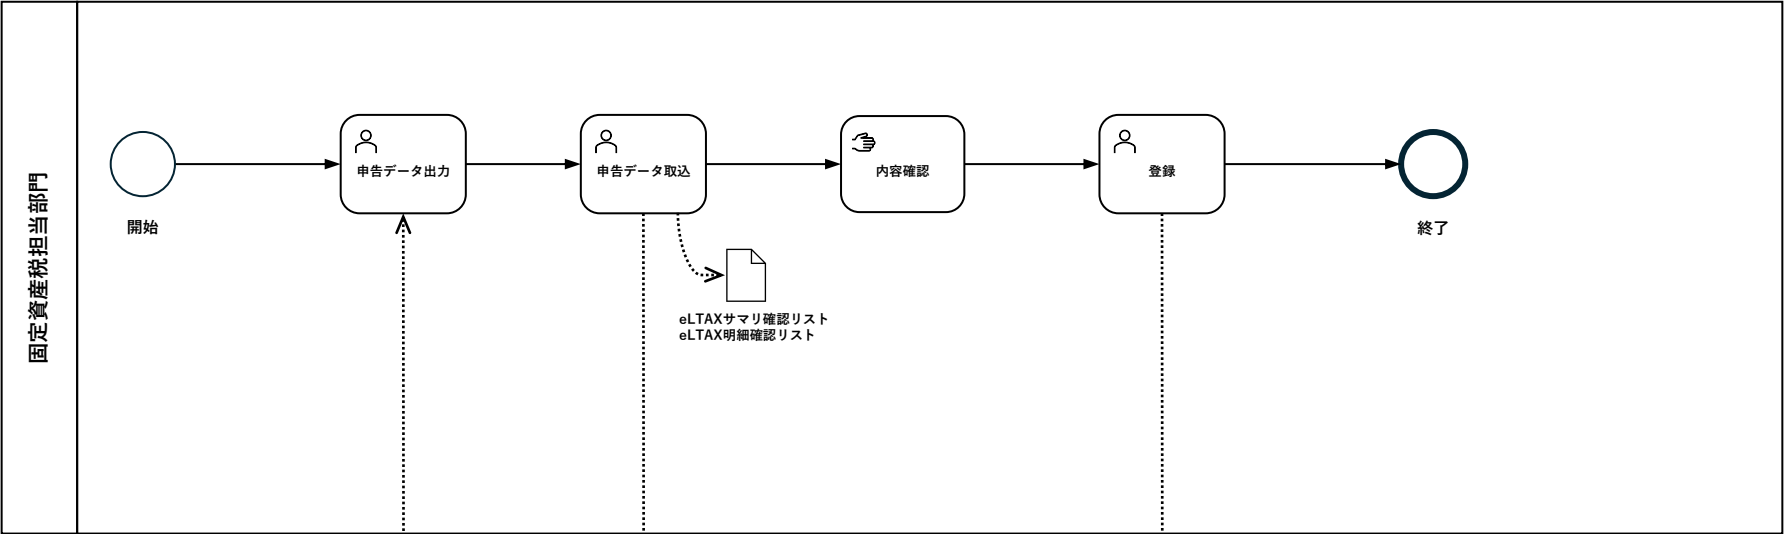 固定資産税担当部門
開始
申告データ出力
申告データ取込
eLTAXサマリ確認リスト
eLTAX明細確認リスト
内容確認
登録
終了